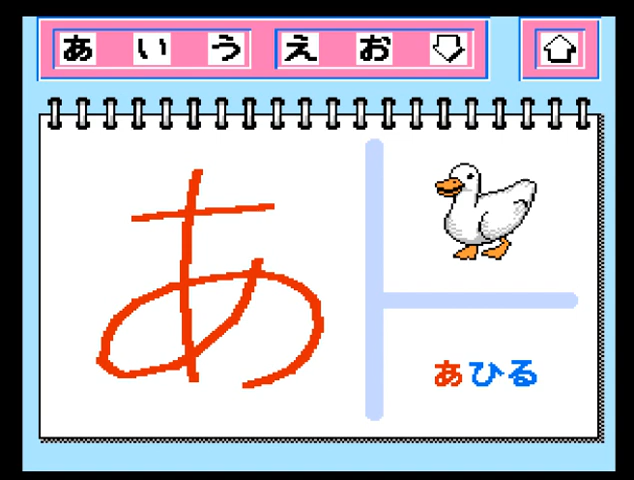 あ い う え お
あ
あひる